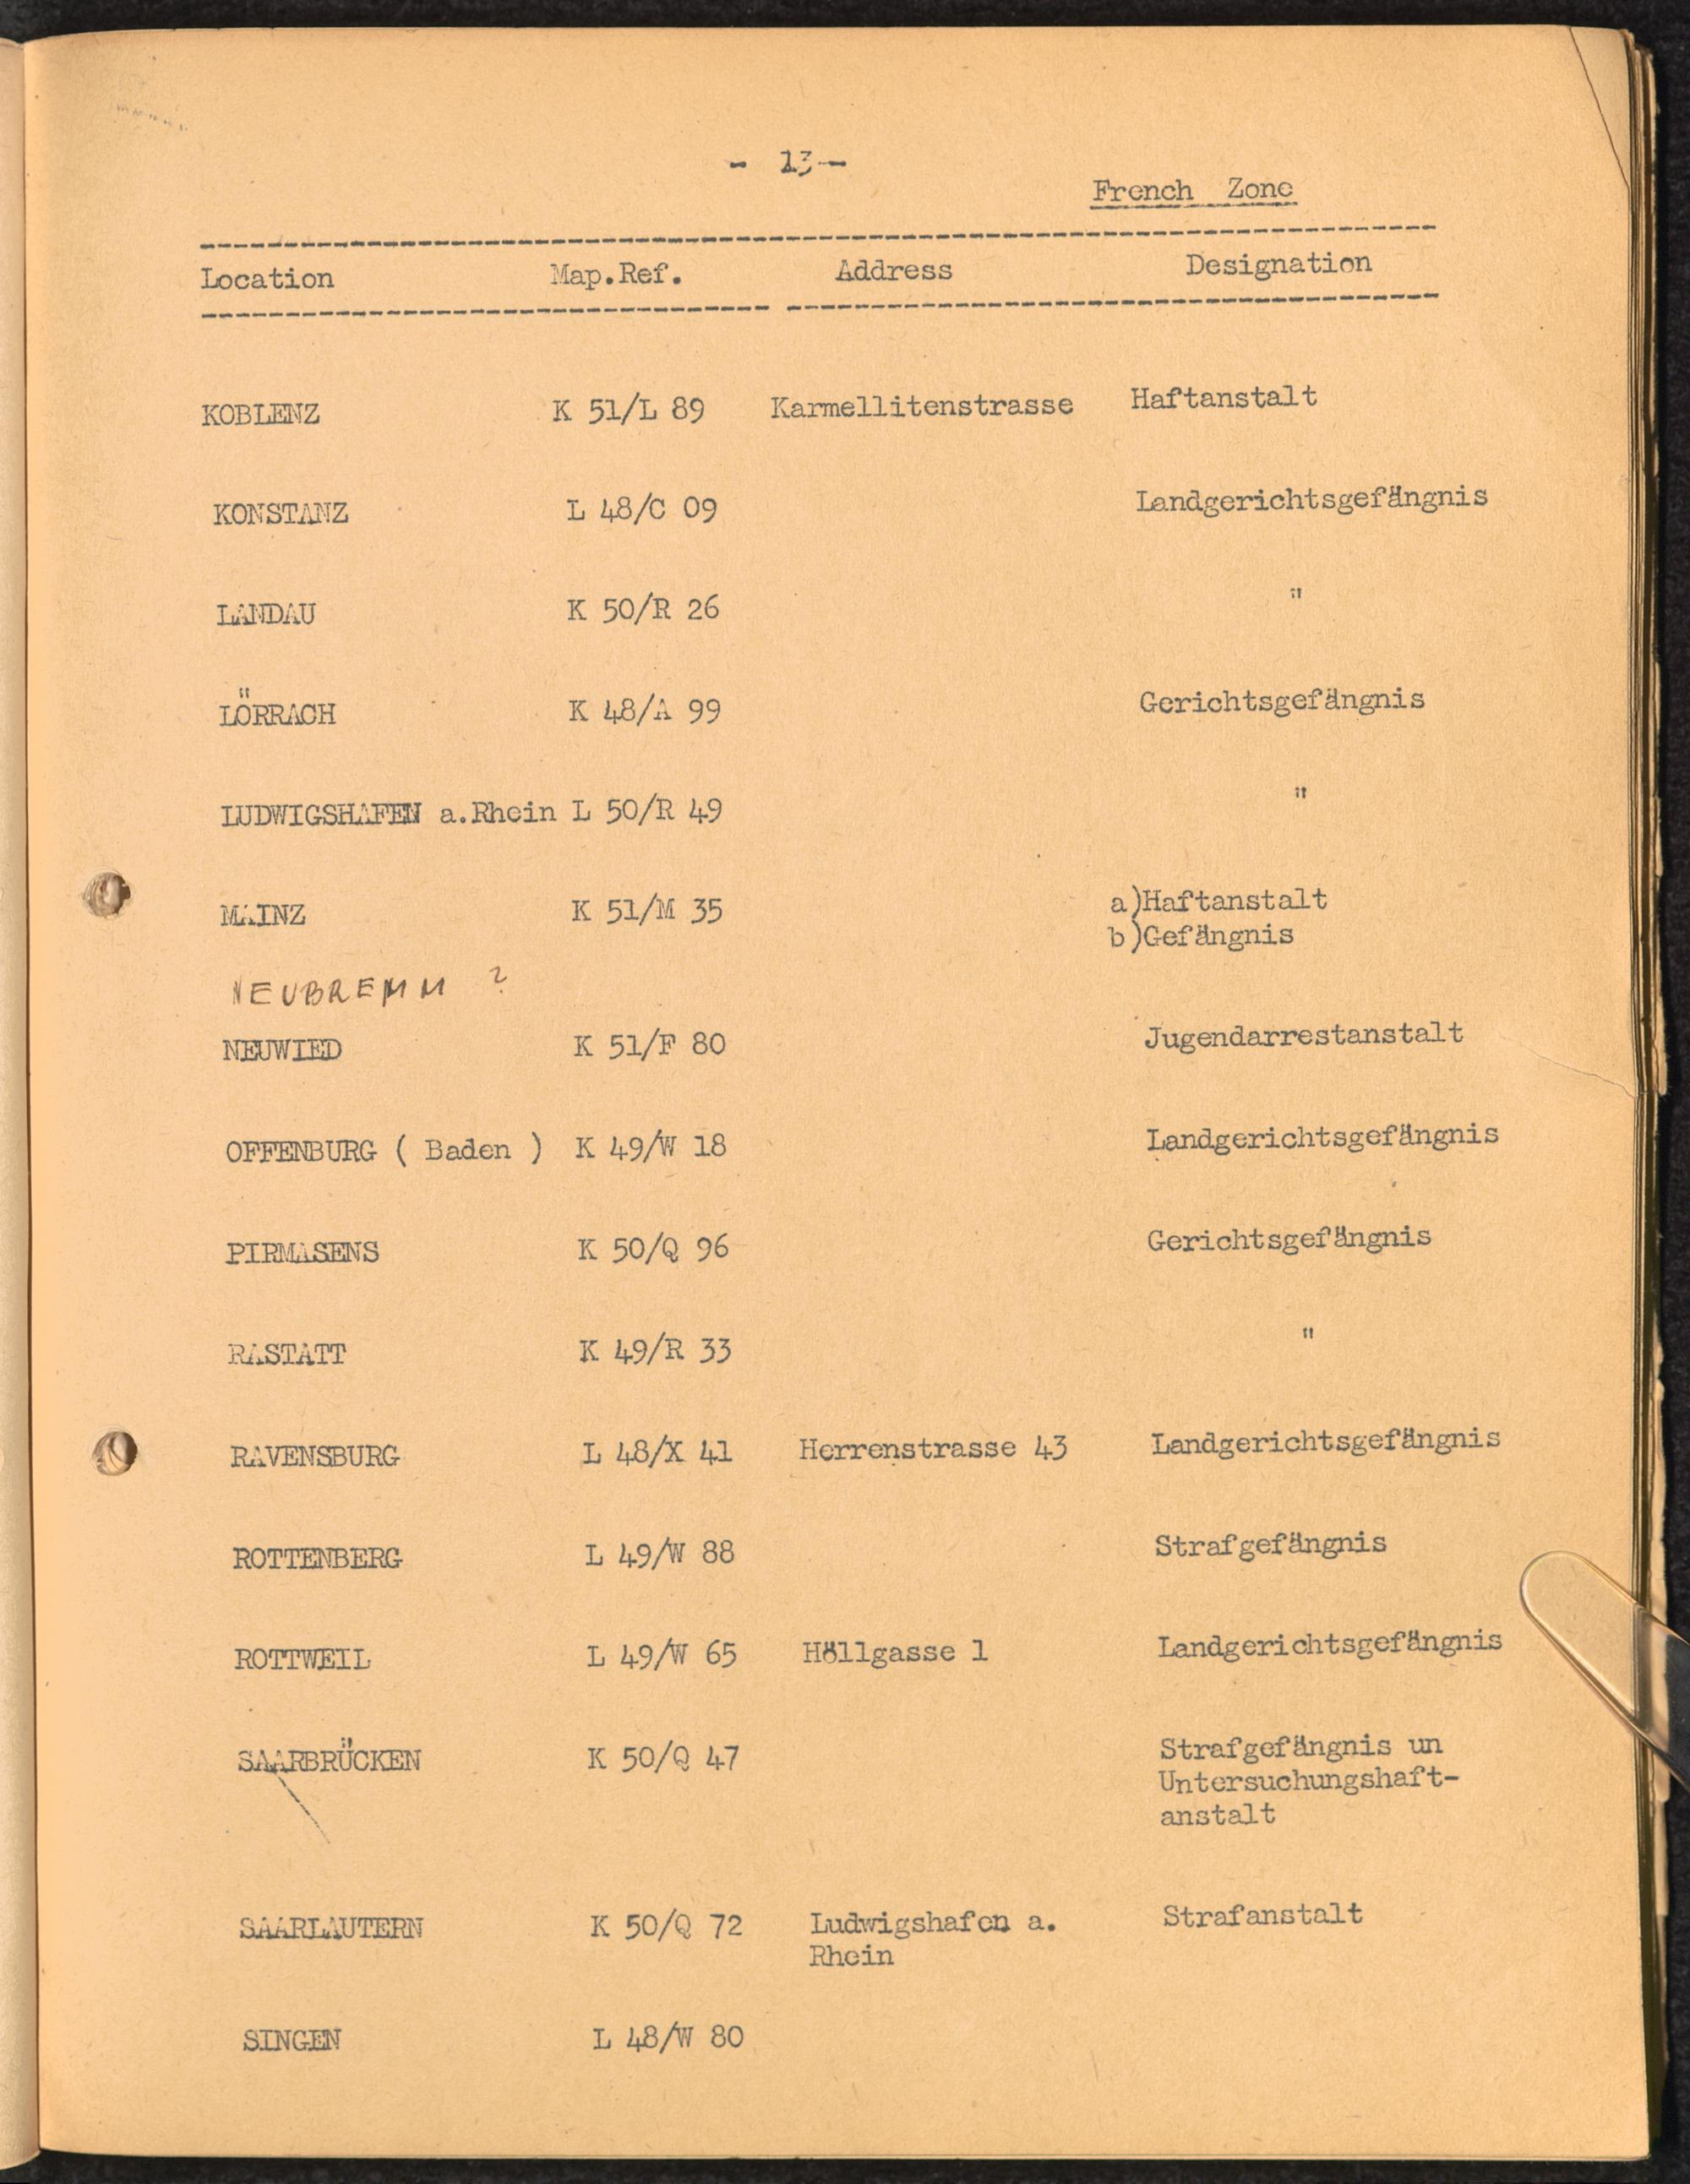 - 13 -
French Zone
Location Map.Ref. Address Designation
KOBLENZ K 51/L 89 Karmellitenstrasse Haftanstalt
KONSTANZ L 48/C 09 Landgerichtsgefängnis
LANDAU K 50/R 26 "
LÖRRACH K 48/A 99 Gerichtsgefängnis
LUDWIGSHAFEN a.Rhein L 50/R 49 "
MAINZ K 51/M 35 a)Haftanstalt
b)Gefängnis
NEUBREMM ?
NEUWIED K 51/F 80 Jugendarrestanstalt
OFFENBURG ( Baden ) K 49/W 18 Landgerichtsgefängnis
PIRMASENS K 50/Q 96 Gerichtsgefängnis
RASTATT K 49/R 33 "
RAVENSBURG L 48/X 41 Herrenstrasse 43 Landgerichtsgefängnis
ROTTENBERG L 49/W 88 Strafgefängnis
ROTTWEIL L 49/W 65 Höllgasse 1 Landgerichtsgefängnis
SAARBRÜCKEN K 50/Q 47 Strafgefängnis un
Untersuchungshaft-
anstalt
SAARLAUTERN K 50/Q 72 Ludwigshafen a. Strafanstalt
Rhein
SINGEN L 48/W 80